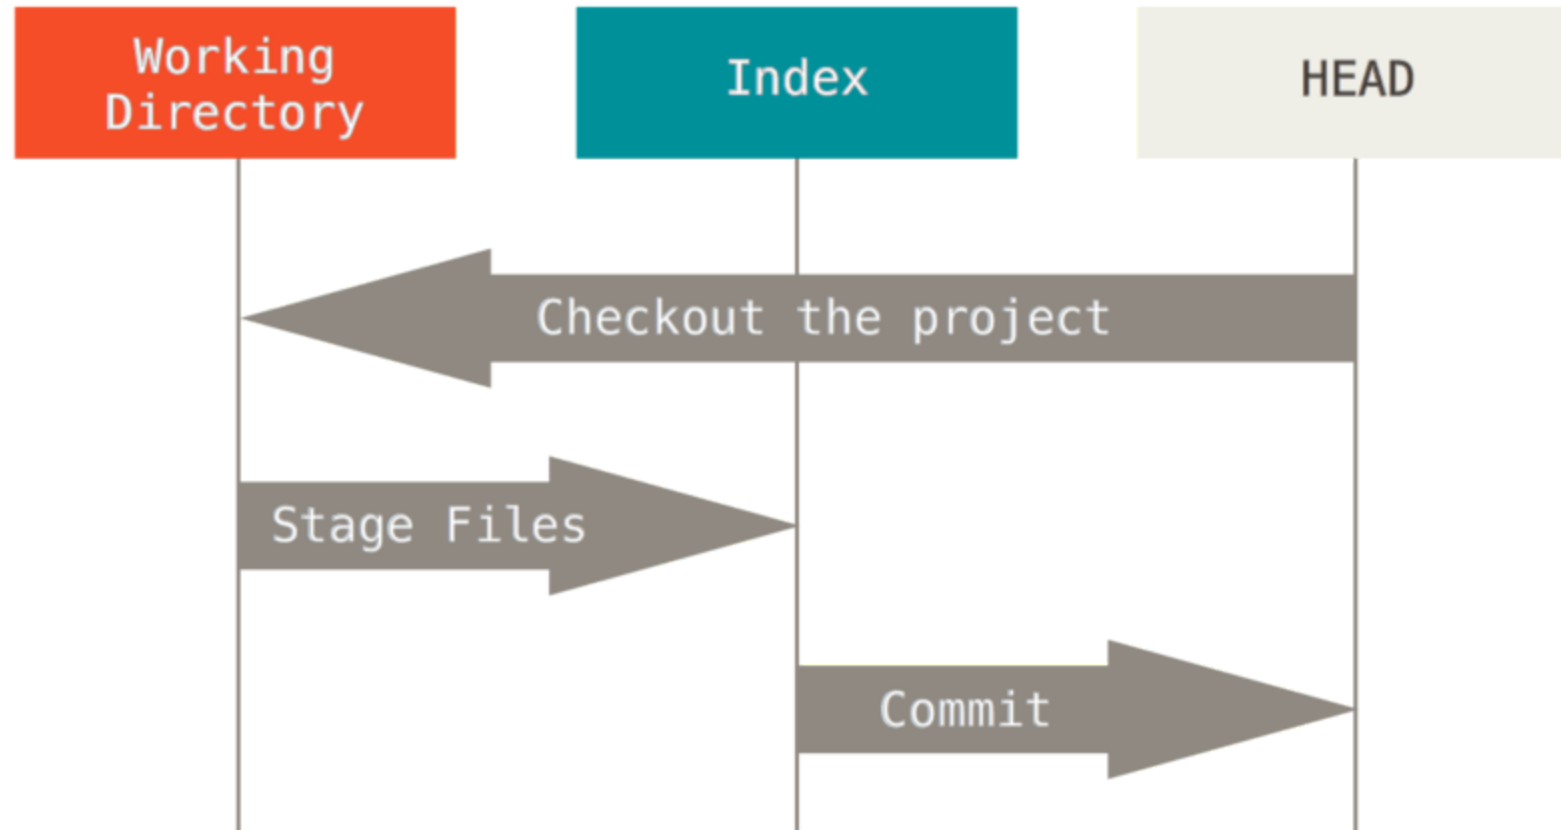 Working
Directory
Index
HEAD
Checkout the project
Stage Files
Commit